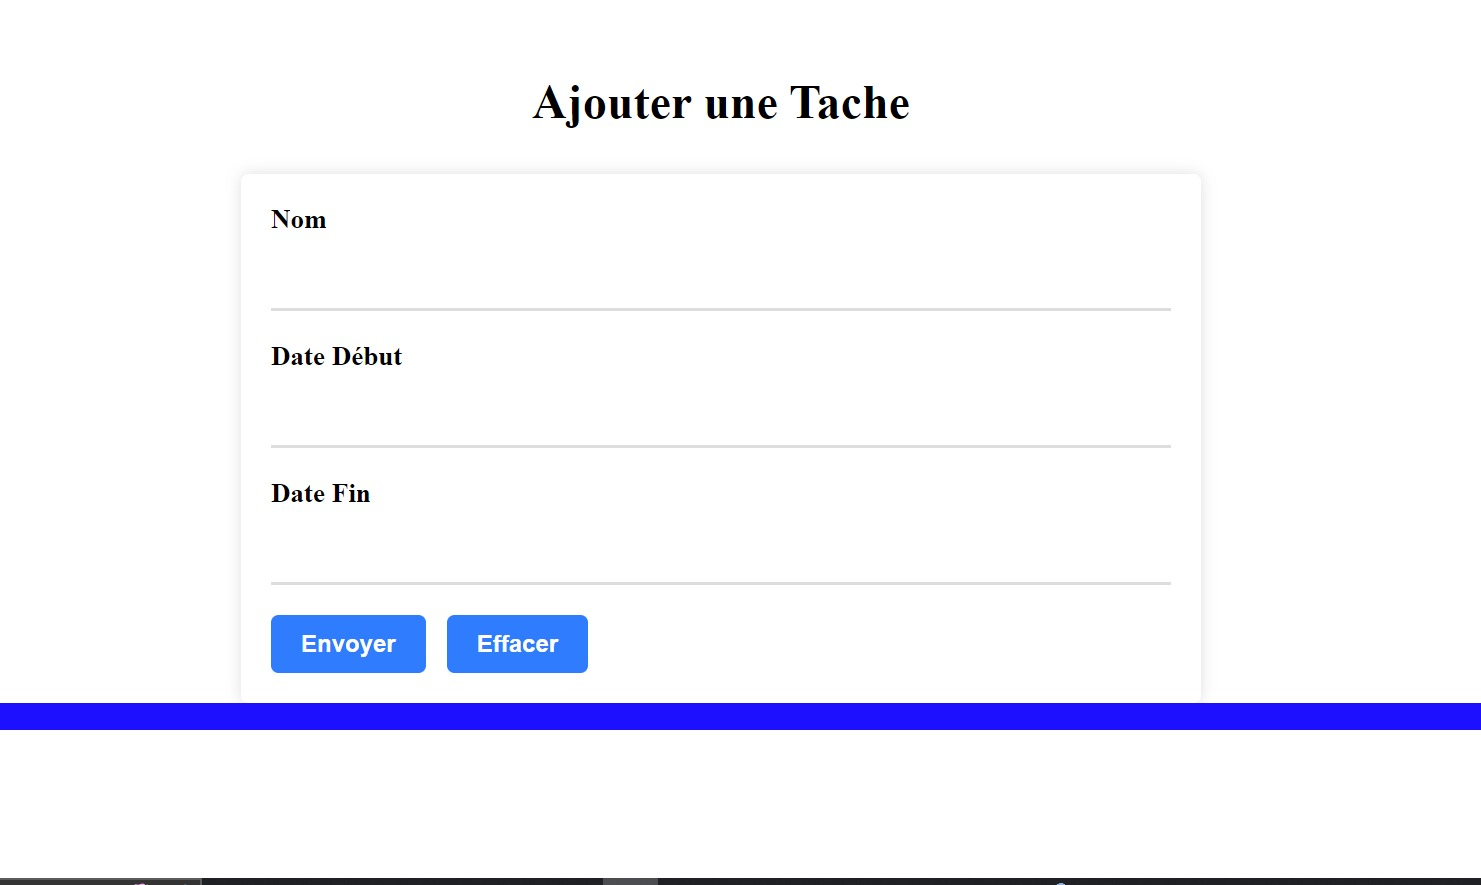 Ajouter une Tache
Nom
Date Début
Date Fin
Envoyer Effacer